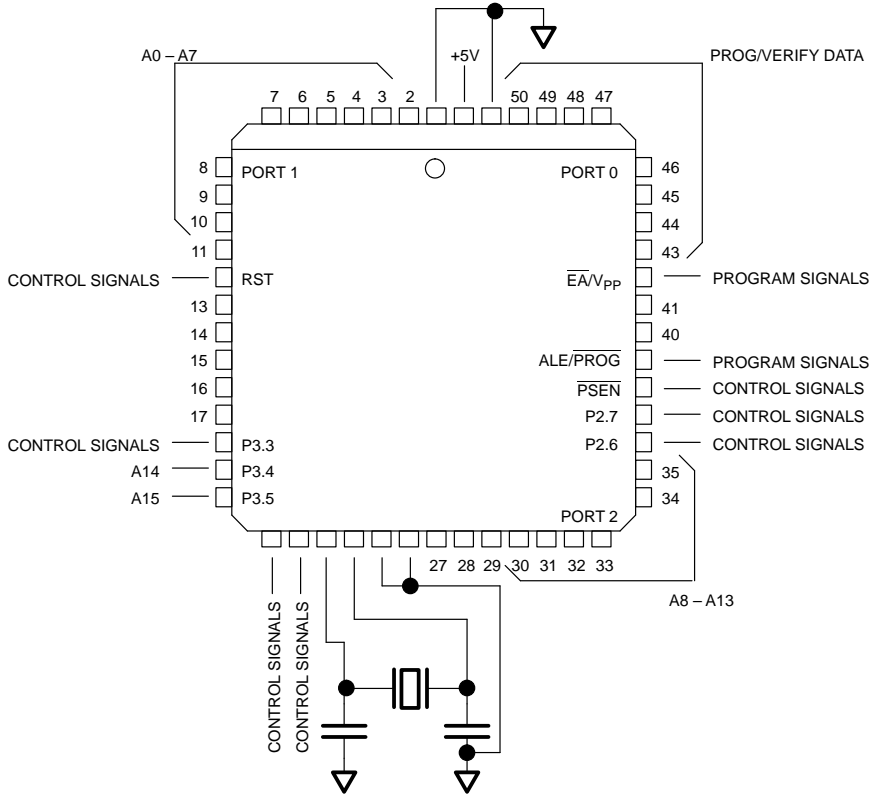 A0 – A7
+5V
PROG/VERIFY DATA
7 6 5 4 3 2 50 49 48 47
8 PORT 1 PORT 0 46
9 45
10 44
11 43
CONTROL SIGNALS RST EA/VPP PROGRAM SIGNALS
13 41
14 40
15 ALE/PROG PROGRAM SIGNALS
16 PSEN CONTROL SIGNALS
17 P2.7 CONTROL SIGNALS
CONTROL SIGNALS P3.3 P2.6 CONTROL SIGNALS
A14 P3.4 35
A15 P3.5 34
PORT 2
27 28 29 30 31 32 33
A8 – A13
CONTROL SIGNALS
CONTROL SIGNALS